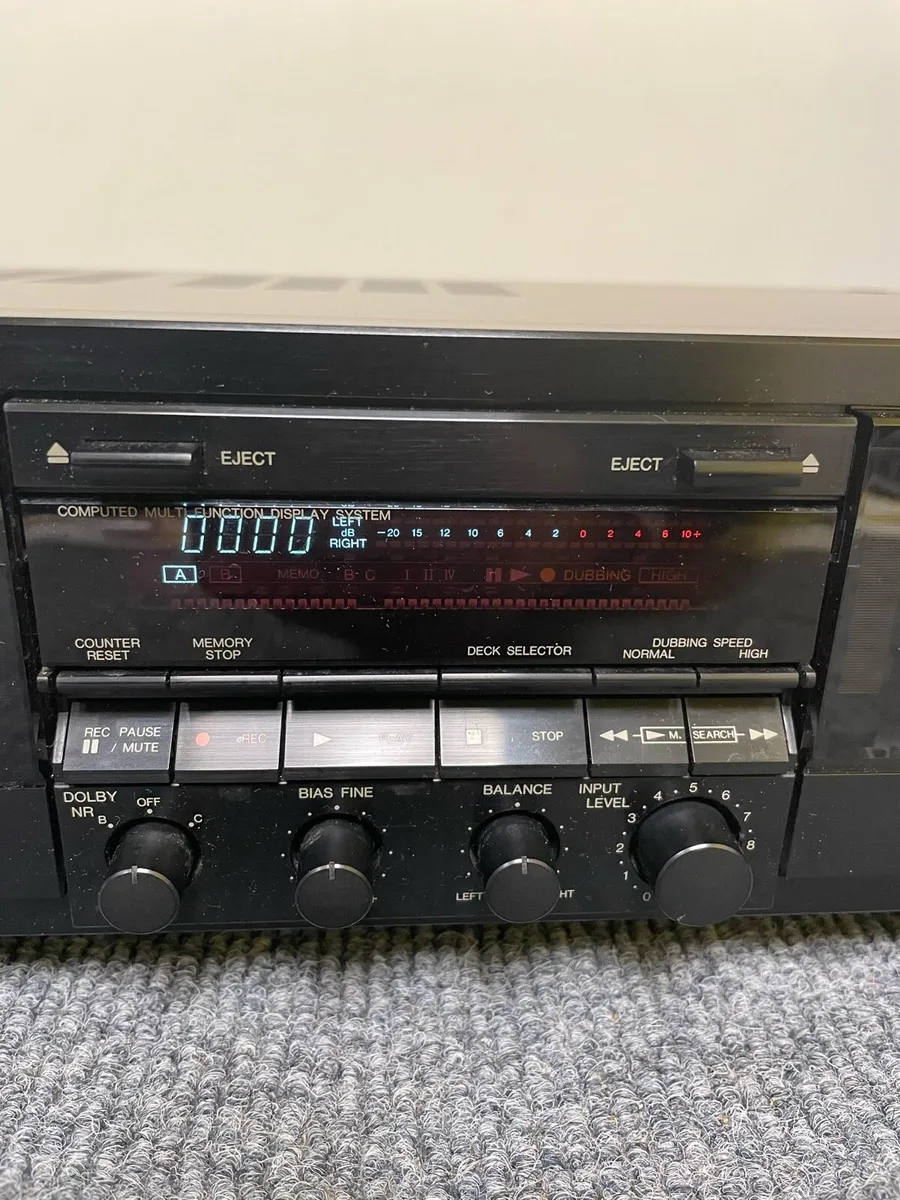 EJECT
EJECT
COMPUTED MULTI FUNCTION DISPLAY SYSTEM
0000
LEFT
dB
RIGHT
-20 15 12 10 6 4 2 0 2 4 6 10+
A B MEMO B C I II IV DUBBING HIGH
COUNTER
RESET
MEMORY
STOP
DECK SELECTOR
DUBBING SPEED
NORMAL HIGH
REC PAUSE
/ MUTE
REC
PLAY
STOP
M. SEARCH
DOLBY
NR
B OFF C
BIAS FINE
BALANCE
LEFT
INPUT
LEVEL
0 1 2 3 4 5 6 7 8